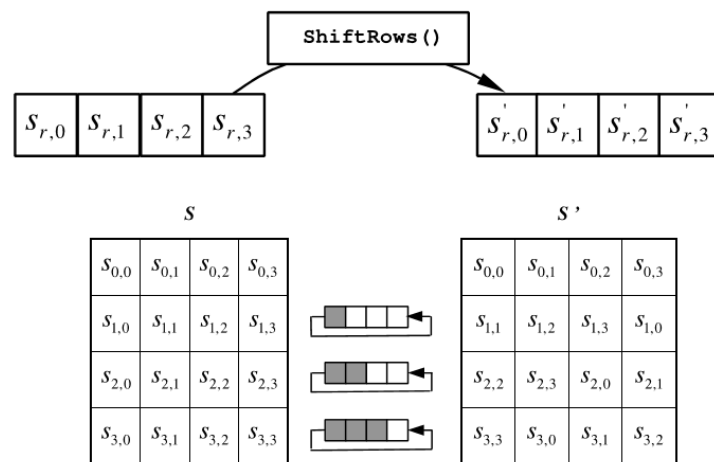 ShiftRows()
s_{r,0} s_{r,1} s_{r,2} s_{r,3} s'_{r,0} s'_{r,1} s'_{r,2} s'_{r,3}
S S'
s_{0,0} s_{0,1} s_{0,2} s_{0,3} s_{0,0} s_{0,1} s_{0,2} s_{0,3}
s_{1,0} s_{1,1} s_{1,2} s_{1,3} s_{1,1} s_{1,2} s_{1,3} s_{1,0}
s_{2,0} s_{2,1} s_{2,2} s_{2,3} s_{2,2} s_{2,3} s_{2,0} s_{2,1}
s_{3,0} s_{3,1} s_{3,2} s_{3,3} s_{3,3} s_{3,0} s_{3,1} s_{3,2}